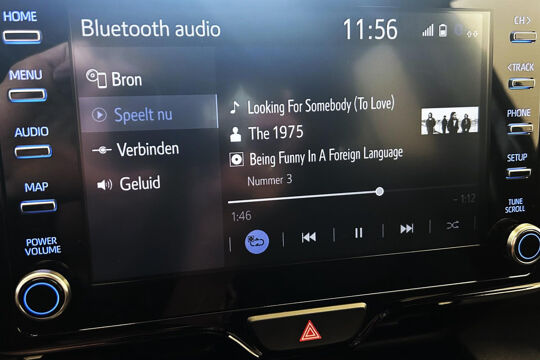 HOME
Bluetooth audio
11:56
CH >
MENU
Bron
< TRACK
Speelt nu
Looking For Somebody (To Love)
AUDIO
The 1975
PHONE
Verbinden
Being Funny In A Foreign Language
MAP
Geluid
Nummer 3
SETUP
1:46
- 1:12
TUNE
SCROLL
POWER
VOLUME